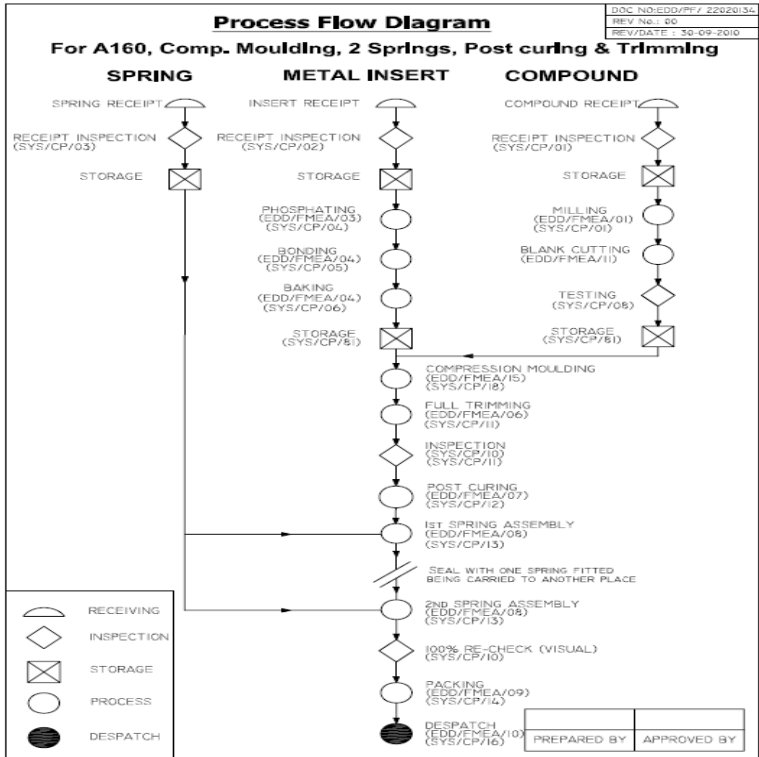 DOC NO:EDD/PF/ 22020134
REV No.: 00
REV/DATE : 30-09-2010
Process Flow Diagram
For A160, Comp. Moulding, 2 Springs, Post curing & Trimming
SPRING
METAL INSERT
COMPOUND
SPRING RECEIPT
RECEIPT INSPECTION
(SYS/CP/03)
STORAGE
INSERT RECEIPT
RECEIPT INSPECTION
(SYS/CP/02)
STORAGE
PHOSPHATING
(EDD/FMEA/03)
(SYS/CP/04)
BONDING
(EDD/FMEA/04)
(SYS/CP/05)
BAKING
(EDD/FMEA/04)
(SYS/CP/06)
STORAGE
(SYS/CP/81)
COMPOUND RECEIPT
RECEIPT INSPECTION
(SYS/CP/01)
STORAGE
MILLING
(EDD/FMEA/01)
(SYS/CP/01)
BLANK CUTTING
(EDD/FMEA/11)
TESTING
(SYS/CP/08)
STORAGE
(SYS/CP/81)
COMPRESSION MOULDING
(EDD/FMEA/15)
(SYS/CP/18)
FULL TRIMMING
(EDD/FMEA/06)
(SYS/CP/11)
INSPECTION
(SYS/CP/10)
(SYS/CP/11)
POST CURING
(EDD/FMEA/07)
(SYS/CP/12)
1ST SPRING ASSEMBLY
(EDD/FMEA/08)
(SYS/CP/13)
SEAL WITH ONE SPRING FITTED
BEING CARRIED TO ANOTHER PLACE
2ND SPRING ASSEMBLY
(EDD/FMEA/08)
(SYS/CP/13)
100% RE-CHECK (VISUAL)
(SYS/CP/10)
PACKING
(EDD/FMEA/09)
(SYS/CP/14)
DESPATCH
(EDD/FMEA/10)
(SYS/CP/16)
RECEIVING
INSPECTION
STORAGE
PROCESS
DESPATCH
PREPARED BY
APPROVED BY